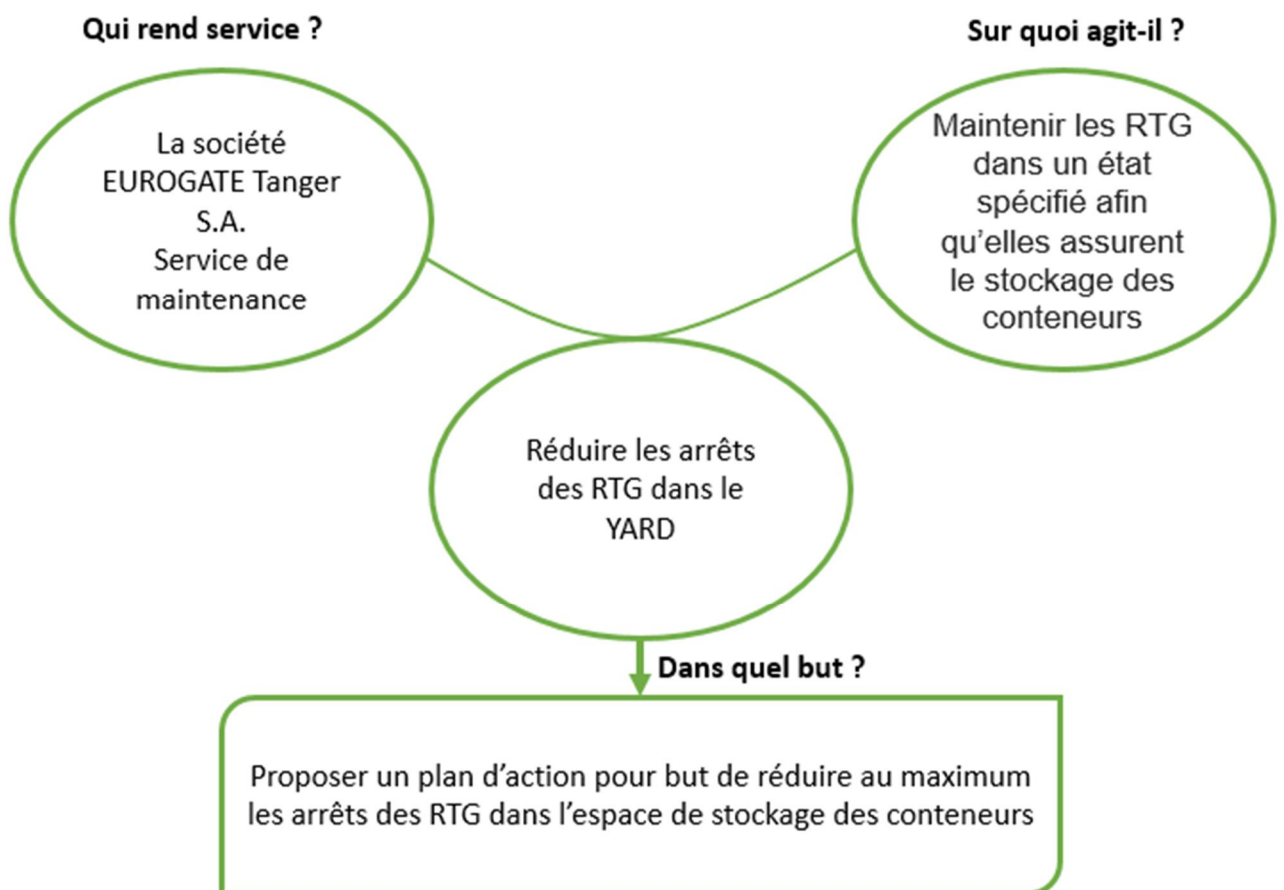 Qui rend service ?
Sur quoi agit-il ?
La société
EUROGATE Tanger
S.A.
Service de
maintenance
Maintenir les RTG
dans un état
spécifié afin
qu’elles assurent
le stockage des
conteneurs
Réduire les arrêts
des RTG dans le
YARD
Dans quel but ?
Proposer un plan d’action pour but de réduire au maximum
les arrêts des RTG dans l’espace de stockage des conteneurs